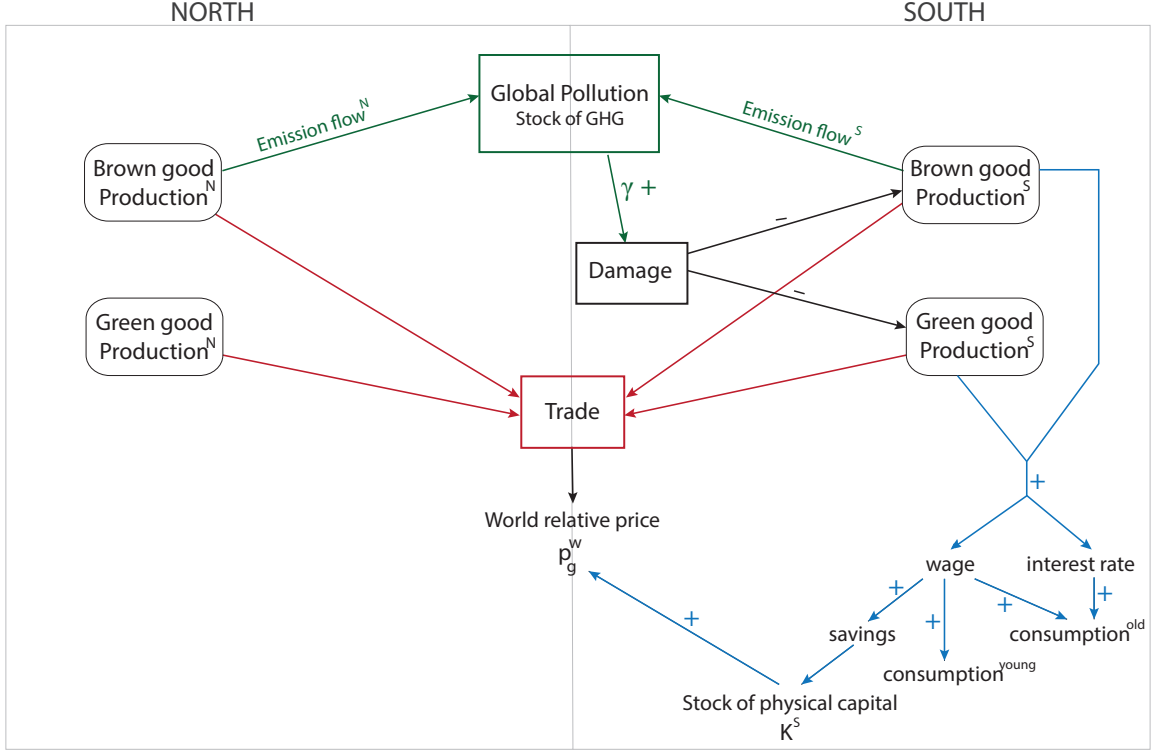 NORTH
SOUTH
Global Pollution
Stock of GHG
Emission flow^N
Emission flow^S
Brown good
Production^N
Brown good
Production^S
γ +
–
Damage
–
Green good
Production^N
Green good
Production^S
Trade
+
World relative price
p_g^w
wage
interest rate
+
+
+
+
+
+
savings
consumption^old
consumption^young
Stock of physical capital
K^S